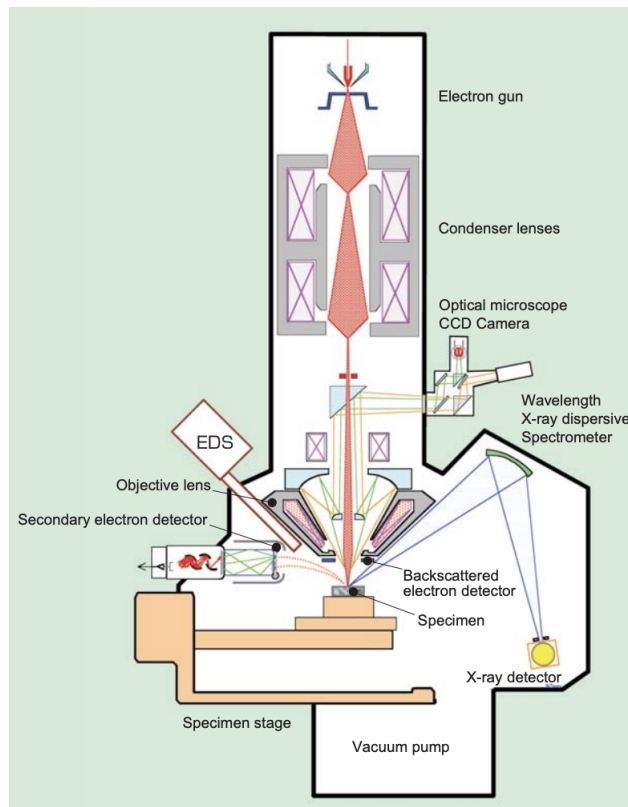 Electron gun
Condenser lenses
Optical microscope
CCD Camera
Wavelength
X-ray dispersive
Spectrometer
EDS
Objective lens
Secondary electron detector
Backscattered
electron detector
Specimen
X-ray detector
Specimen stage
Vacuum pump